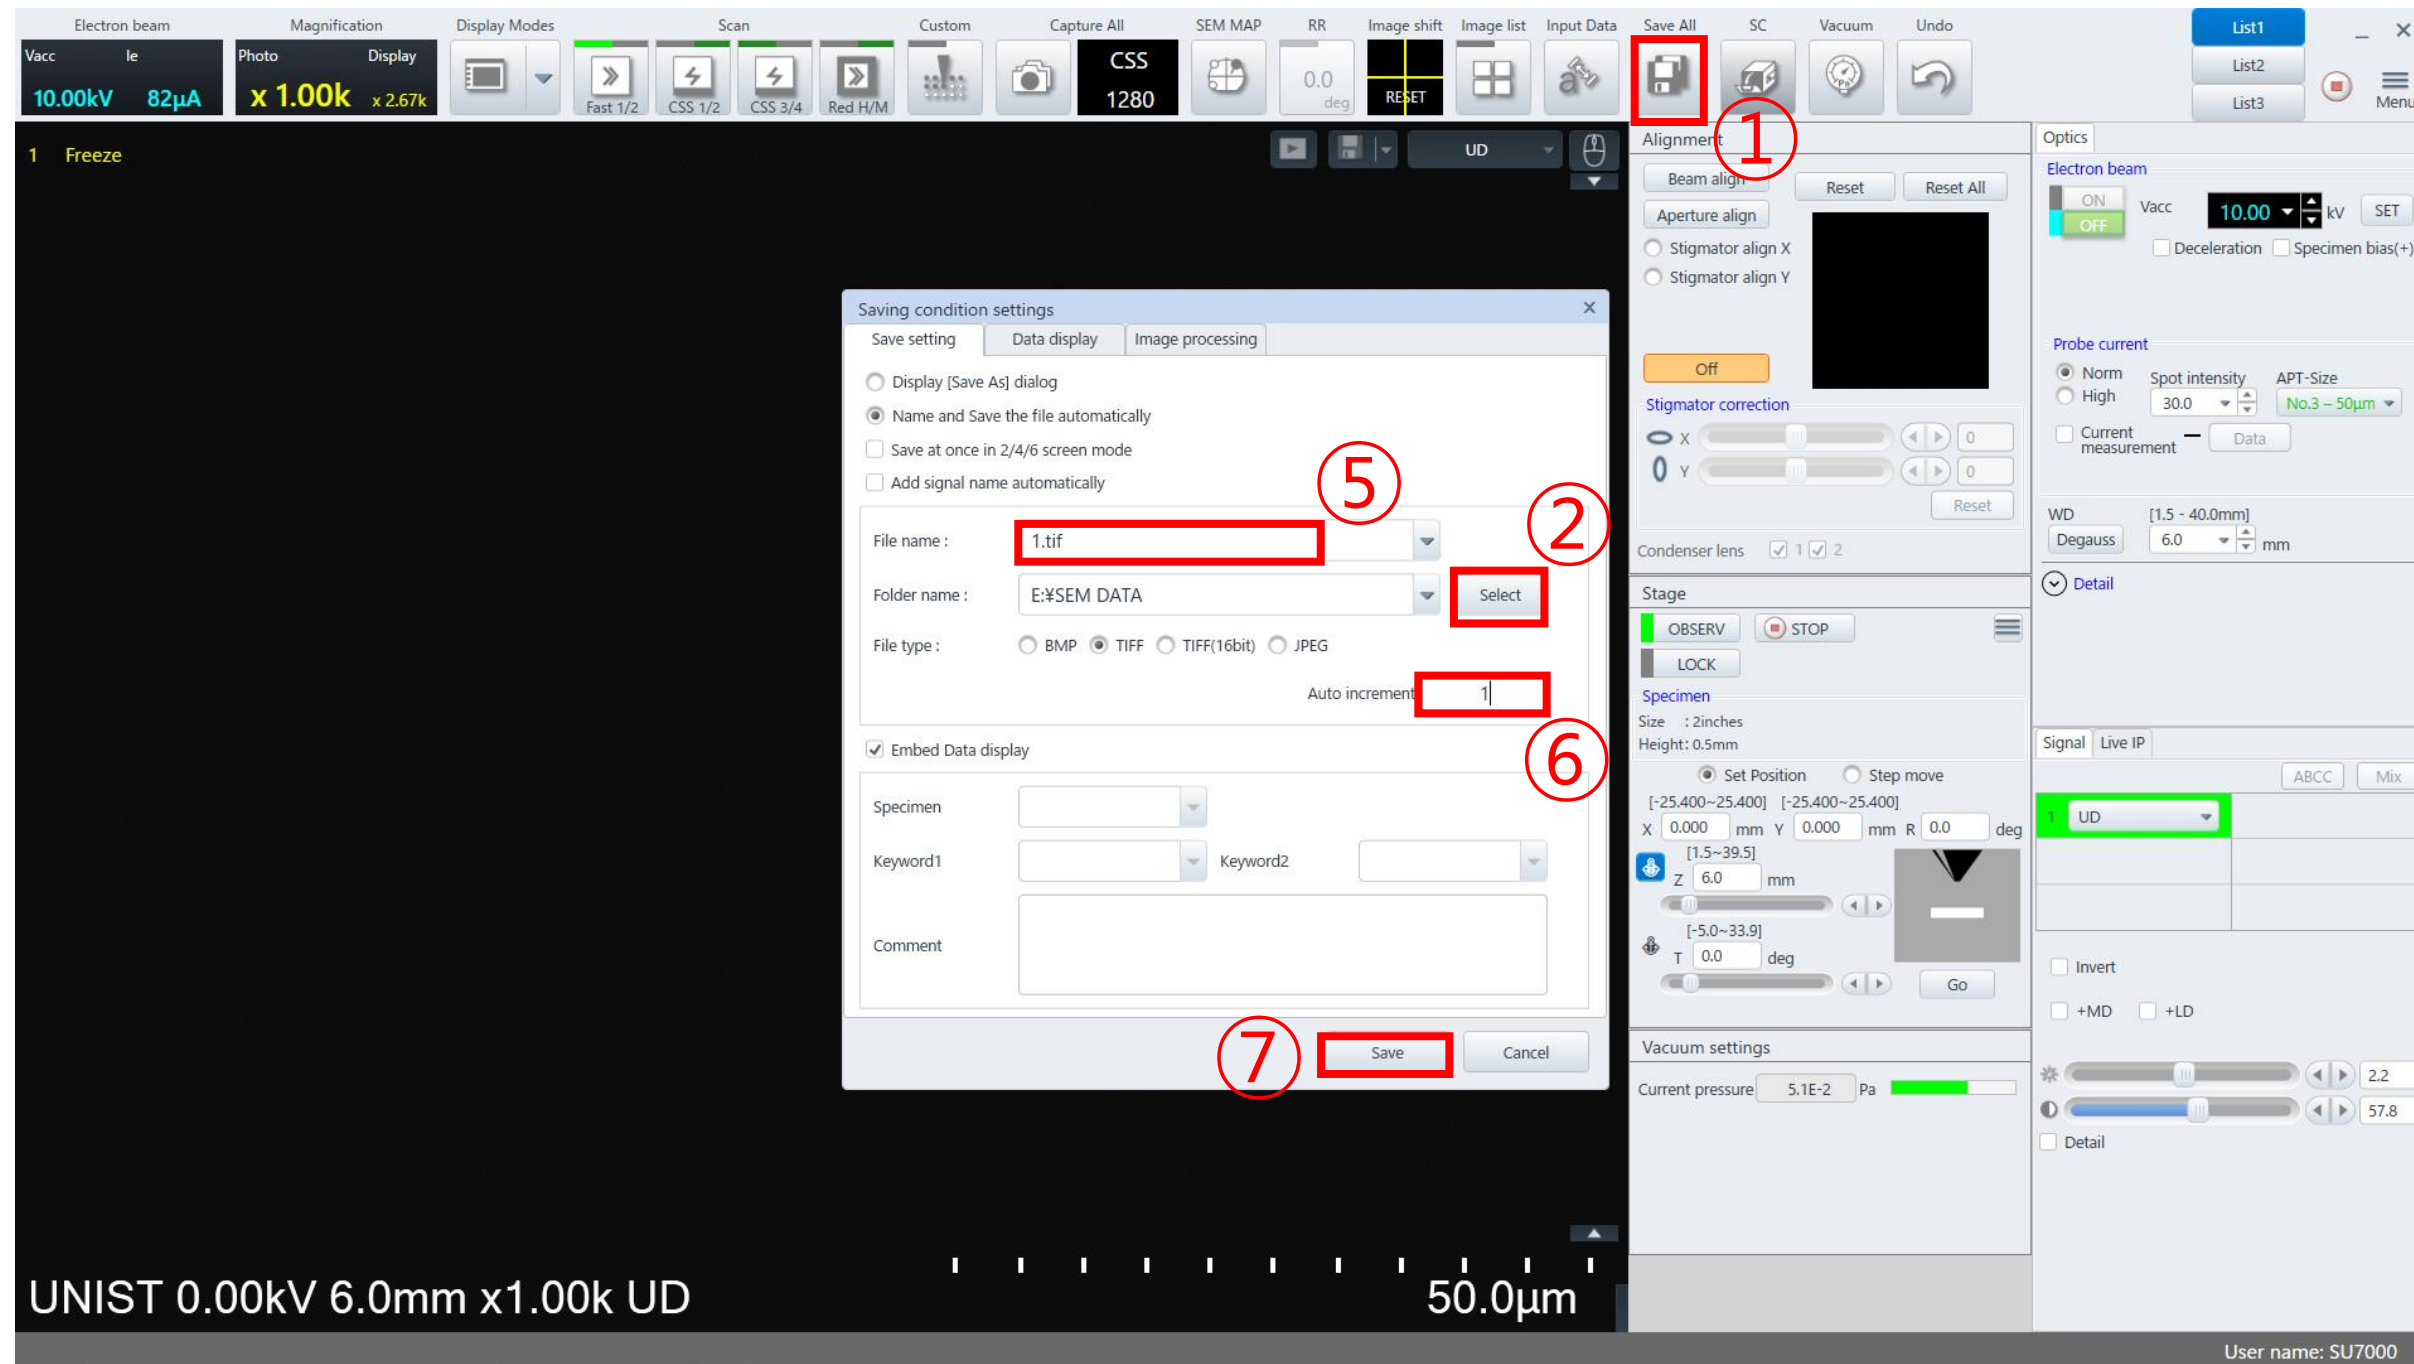 Electron beam
Magnification
Display Modes
Scan
Custom
Capture All
SEM MAP
RR
Image shift
Image list
Input Data
Save All
SC
Vacuum
Undo
Vacc Ie
10.00kV 82µA
Photo Display
x 1.00k x 2.67k
Fast 1/2
CSS 1/2
CSS 3/4
Red H/M
CSS
1280
0.0
deg
RESET
List1
List2
List3
Menu
1 Freeze
UD
①
Alignment
Beam align
Reset
Reset All
Aperture align
Stigmator align X
Stigmator align Y
Off
Stigmator correction
X 0
Y 0
Reset
Condenser lens 1 2
Saving condition settings
Save setting
Data display
Image processing
Display [Save As] dialog
Name and Save the file automatically
Save at once in 2/4/6 screen mode
Add signal name automatically
⑤
②
File name : 1.tif
Folder name : E:¥SEM DATA Select
File type : BMP TIFF TIFF(16bit) JPEG
Auto increment 1
⑥
Embed Data display
Specimen
Keyword1 Keyword2
Comment
⑦
Save
Cancel
Stage
OBSERV
STOP
LOCK
Specimen
Size : 2inches
Height: 0.5mm
Set Position Step move
[-25.400~25.400] [-25.400~25.400]
X 0.000 mm Y 0.000 mm R 0.0 deg
[1.5~39.5]
Z 6.0 mm
[-5.0~33.9]
T 0.0 deg
Go
Vacuum settings
Current pressure 5.1E-2 Pa
Optics
Electron beam
ON
OFF
Vacc 10.00 kV SET
Deceleration Specimen bias(+)
Probe current
Norm
High
Spot intensity
30.0
APT-Size
No.3 – 50µm
Current
measurement
Data
WD [1.5 - 40.0mm]
Degauss 6.0 mm
Detail
Signal Live IP
ABCC Mix
1 UD
Invert
+MD +LD
2.2
57.8
Detail
UNIST 0.00kV 6.0mm x1.00k UD
50.0µm
User name: SU7000